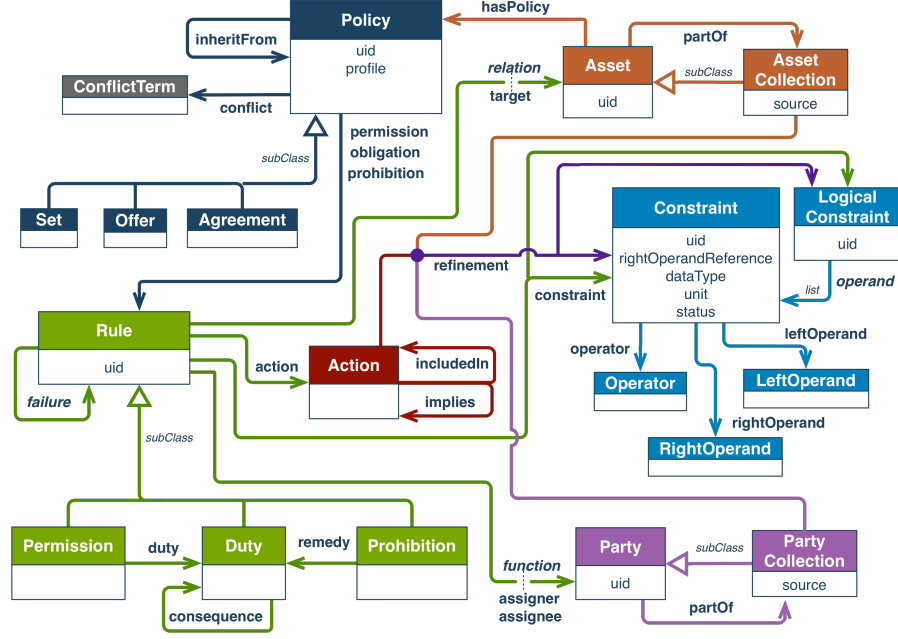 Policy
uid
profile
inheritFrom
ConflictTerm
conflict
hasPolicy
partOf
relation
target
Asset
uid
subClass
Asset
Collection
source
permission
obligation
prohibition
subClass
Set
Offer
Agreement
Constraint
uid
rightOperandReference
dataType
unit
status
Logical
Constraint
uid
refinement
constraint
list
operand
Rule
uid
failure
action
Action
includedIn
implies
operator
Operator
leftOperand
LeftOperand
rightOperand
RightOperand
subClass
Permission
duty
Duty
remedy
Prohibition
consequence
function
assigner
assignee
Party
uid
subClass
Party
Collection
source
partOf